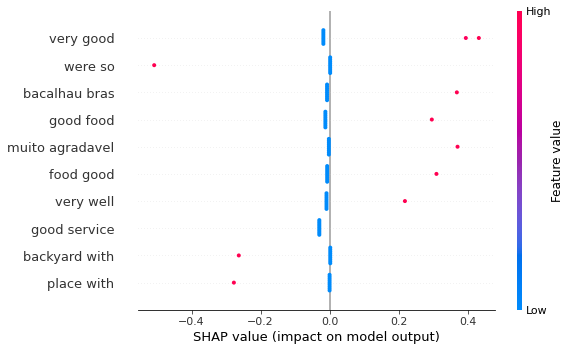 very good
were so
bacalhau bras
good food
muito agradavel
food good
very well
good service
backyard with
place with
−0.4 −0.2 0.0 0.2 0.4
SHAP value (impact on model output)
High
Feature value
Low